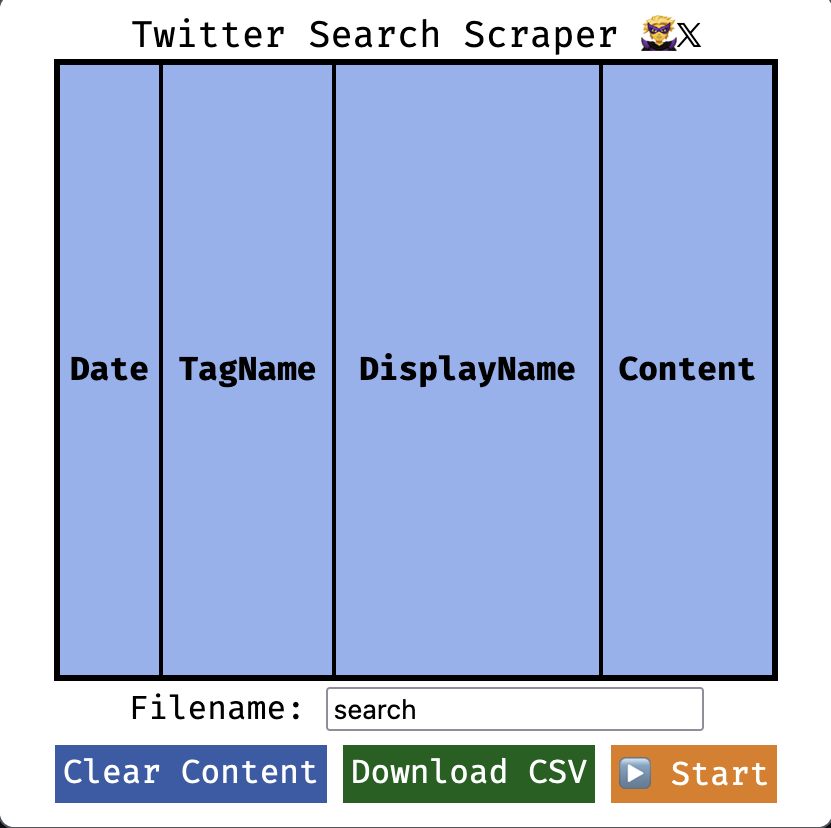 Twitter Search Scraper 🦹𝕏
Date TagName DisplayName Content
Filename: search
Clear Content Download CSV ▶️ Start